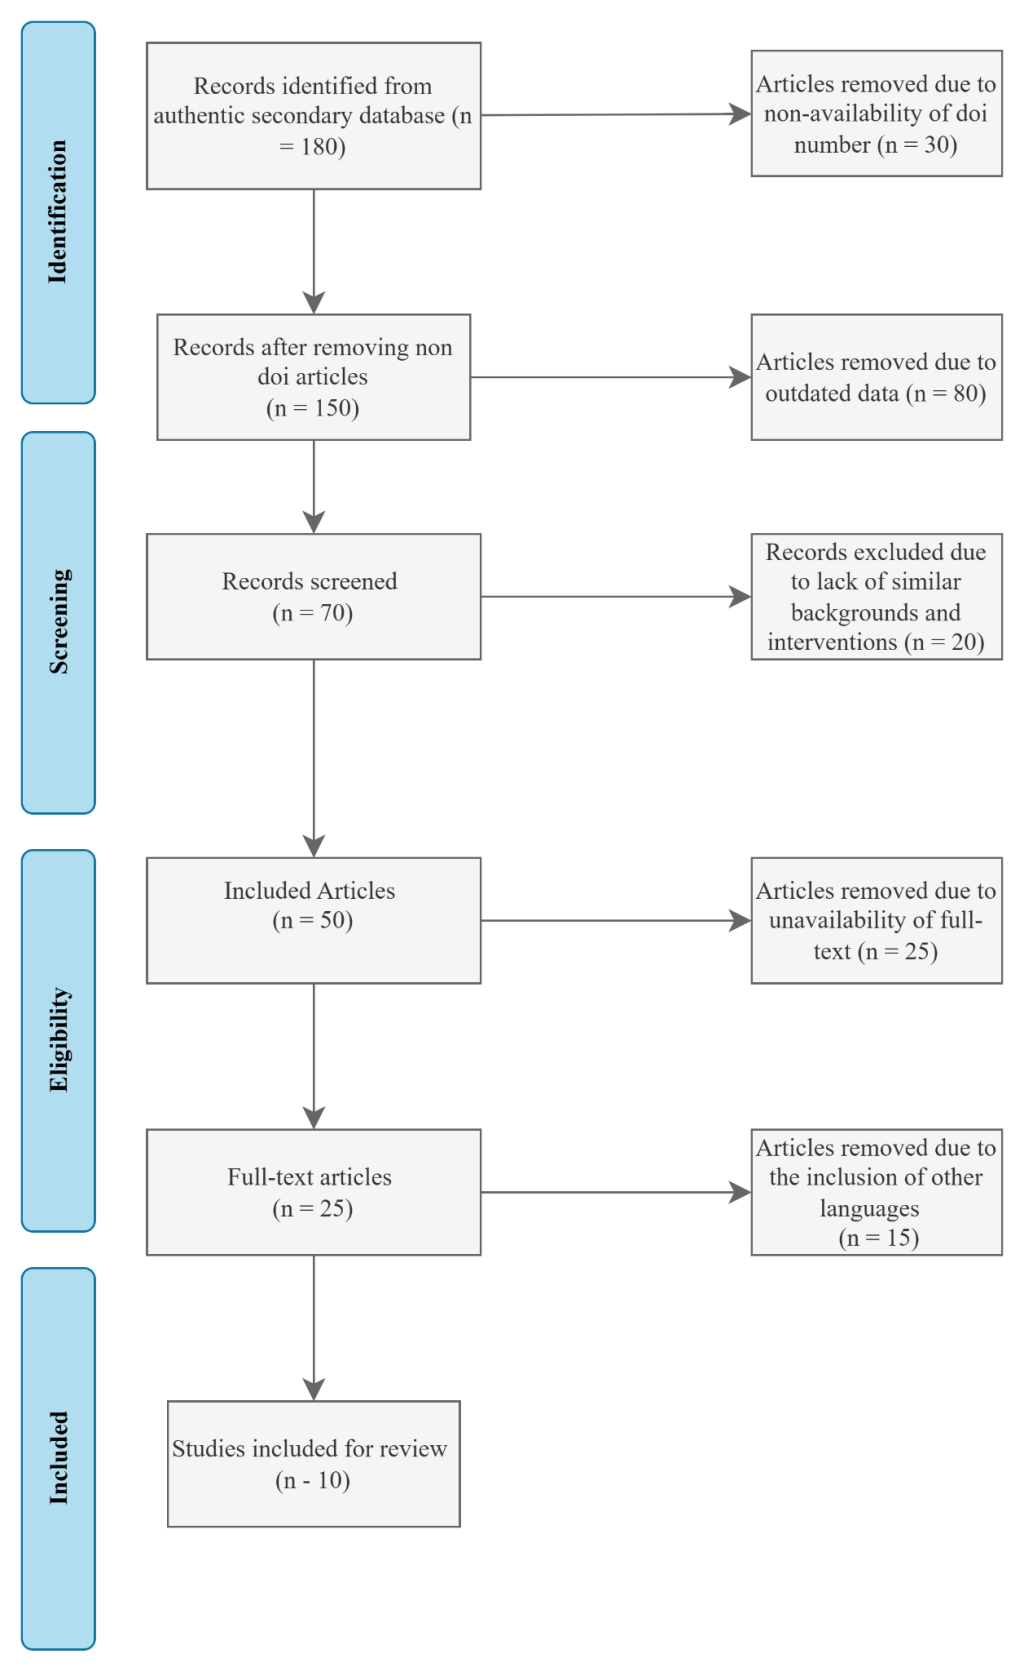 Identification
Records identified from
authentic secondary database (n
= 180)
Articles removed due to
non-availability of doi
number (n = 30)
Records after removing non
doi articles
(n = 150)
Articles removed due to
outdated data (n = 80)
Screening
Records screened
(n = 70)
Records excluded due
to lack of similar
backgrounds and
interventions (n = 20)
Eligibility
Included Articles
(n = 50)
Articles removed due to
unavailability of full-
text (n = 25)
Full-text articles
(n = 25)
Articles removed due to
the inclusion of other
languages
(n = 15)
Included
Studies included for review
(n - 10)